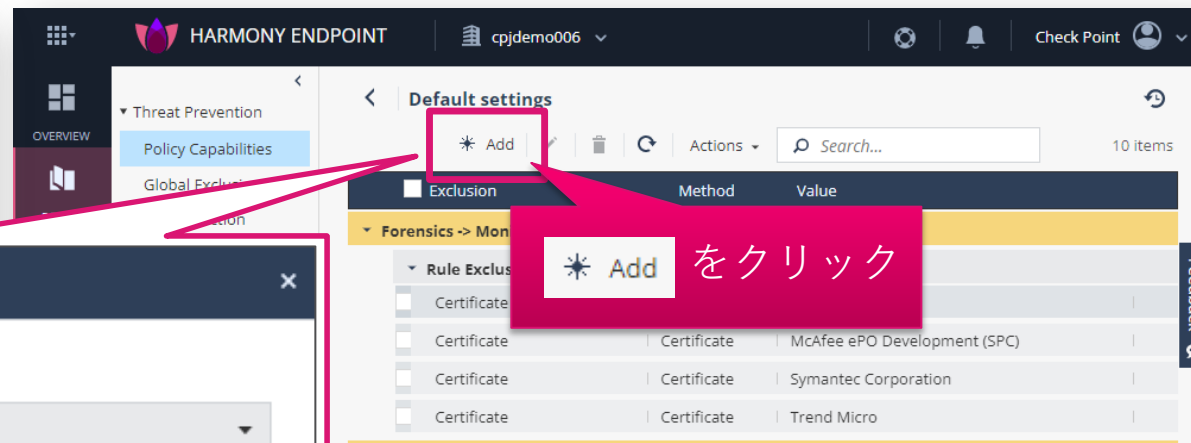 HARMONY ENDPOINT
cpjdemo006
Check Point
Default settings
Threat Prevention
OVERVIEW
Policy Capabilities
Add
Actions
Search...
10 items
Global
Exclusion
Method
Value
Forensics -> Mon
Rule Exclus
Add をクリック
Certificate
Certificate Certificate McAfee ePO Development (SPC)
Certificate Certificate Symantec Corporation
Certificate Certificate Trend Micro